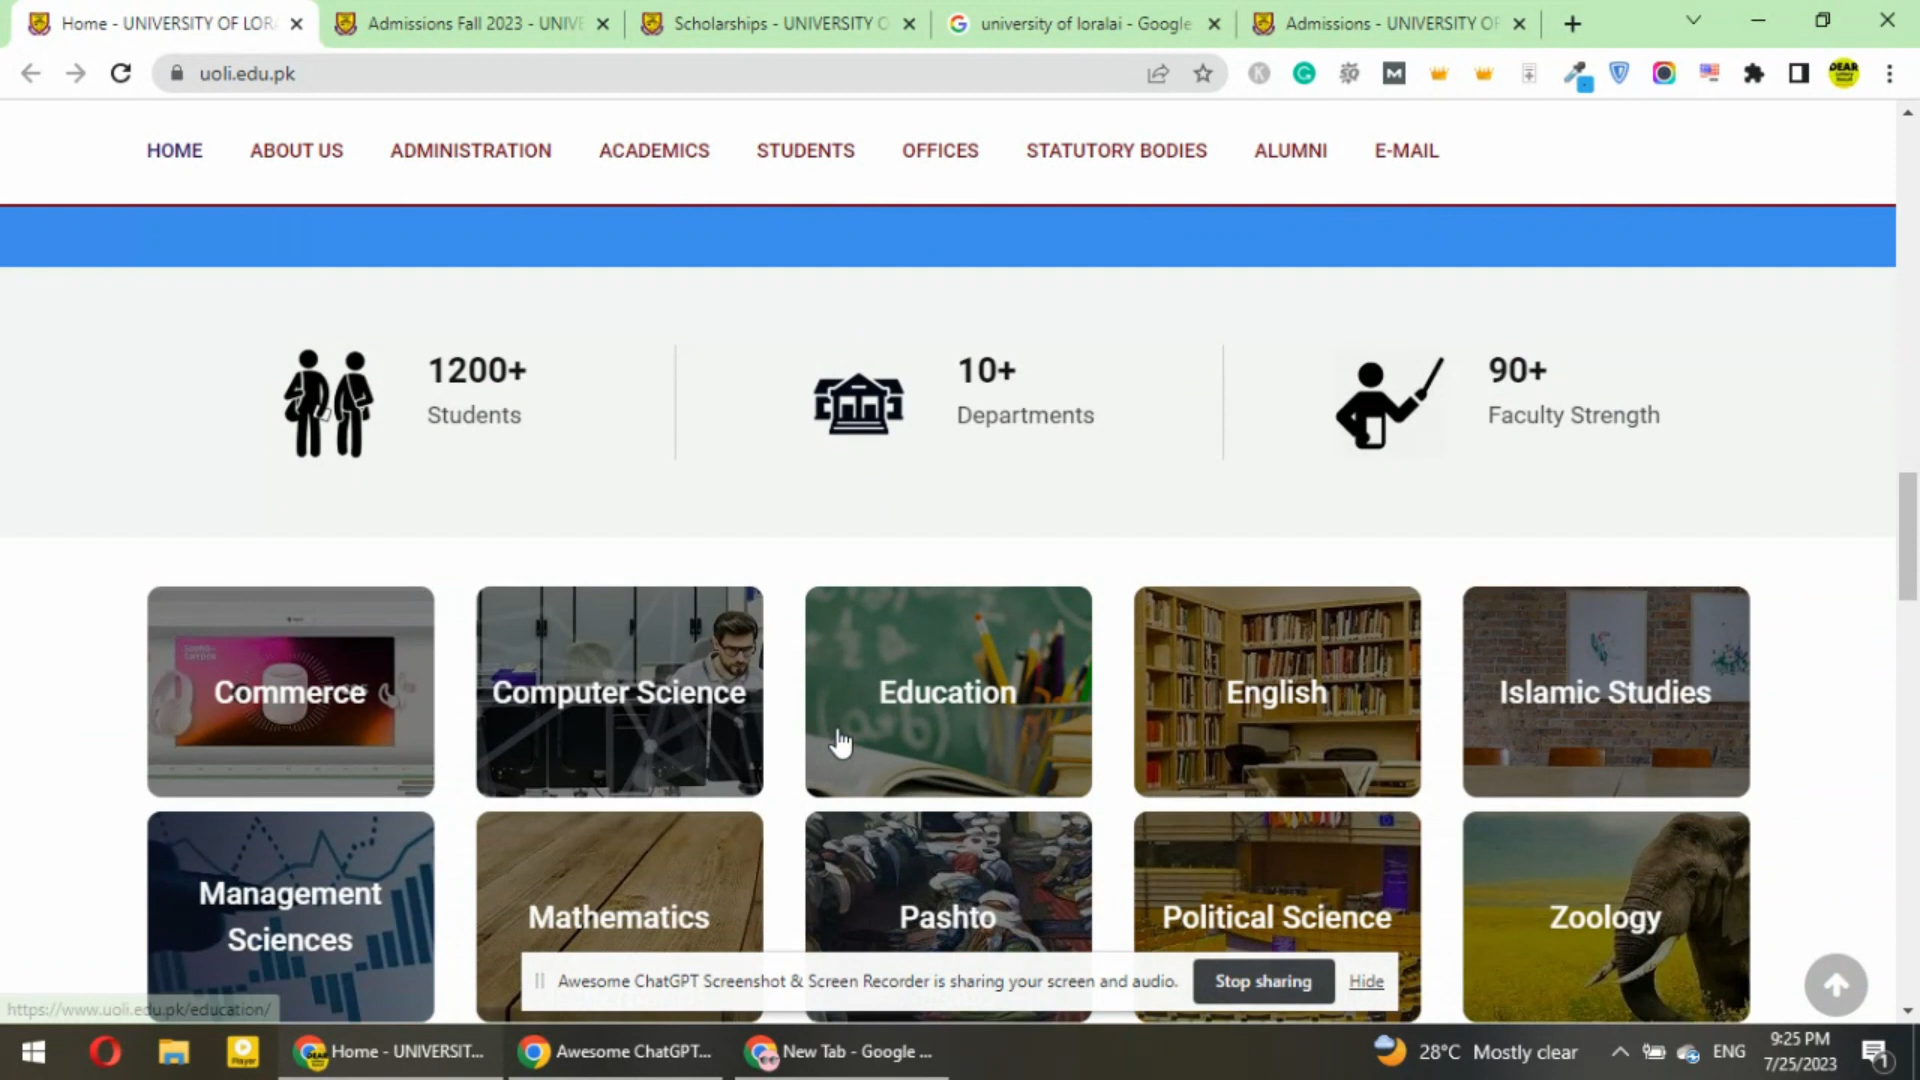 Home - UNIVERSITY OF LOR
Admissions Fall 2023 - UNIVE
Scholarships - UNIVERSITY O
university of loralai - Google
Admissions - UNIVERSITY OF
uoli.edu.pk
HOME
ABOUT US
ADMINISTRATION
ACADEMICS
STUDENTS
OFFICES
STATUTORY BODIES
ALUMNI
E-MAIL
1200+
Students
10+
Departments
90+
Faculty Strength
Commerce
Computer Science
Education
English
Islamic Studies
Management
Sciences
Mathematics
Pashto
Political Science
Zoology
Awesome ChatGPT Screenshot & Screen Recorder is sharing your screen and audio.
Stop sharing
Hide
https://www.uoli.edu.pk/education/
Player
Home - UNIVERSIT...
Awesome ChatGPT...
New Tab - Google ...
28°C Mostly clear
ENG
9:25 PM
7/25/2023
1